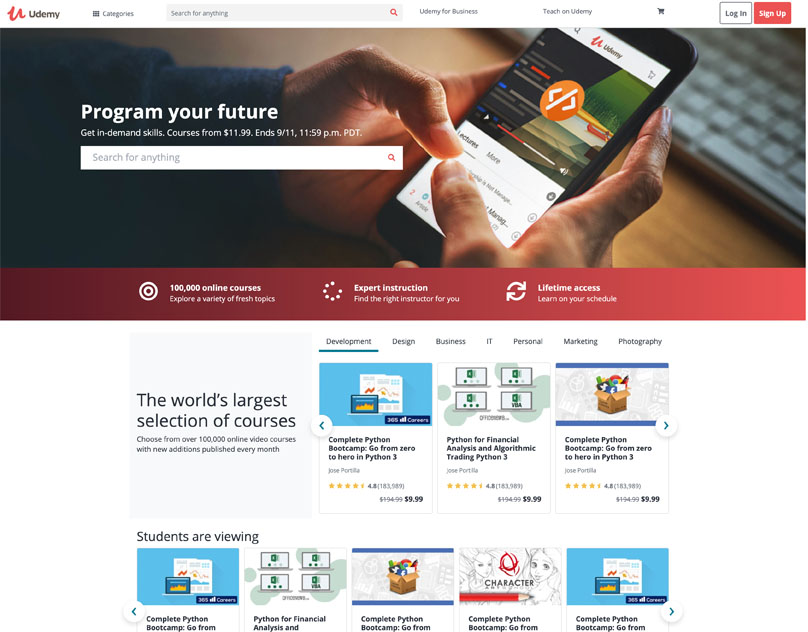 Udemy
Categories
Search for anything
Udemy for Business
Teach on Udemy
Log In
Sign Up
Udemy
Lectures
More
Program your future
Get in-demand skills. Courses from $11.99. Ends 9/11, 11:59 p.m. PDT.
Search for anything
100,000 online courses
Explore a variety of fresh topics
Expert instruction
Find the right instructor for you
Lifetime access
Learn on your schedule
Development
Design
Business
IT
Personal
Marketing
Photography
The world's largest
selection of courses
Choose from over 100,000 online video courses
with new additions published every month
365 Careers
Complete Python
Bootcamp: Go from zero
to hero in Python 3
Jose Portilla
4.8 (183,989)
$194.99 $9.99
VBA
Python for Financial
Analysis and Algorithmic
Trading Python 3
Jose Portilla
4.8 (183,989)
$194.99 $9.99
Complete Python
Bootcamp: Go from zero
to hero in Python 3
Jose Portilla
4.8 (183,989)
$194.99 $9.99
Students are viewing
365 Careers
Complete Python
Bootcamp: Go from
VBA
Python for Financial
Analysis and
Complete Python
Bootcamp: Go from
CHARACTER
Complete Python
Bootcamp: Go from
365 Careers
Complete Python
Bootcamp: Go from